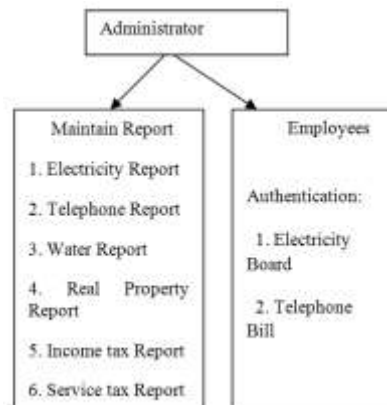 Administrator
Maintain Report
1. Electricity Report
2. Telephone Report
3. Water Report
4. Real Property
Report
5. Income tax Report
6. Service tax Report
Employees
Authentication:
1. Electricity
Board
2. Telephone
Bill